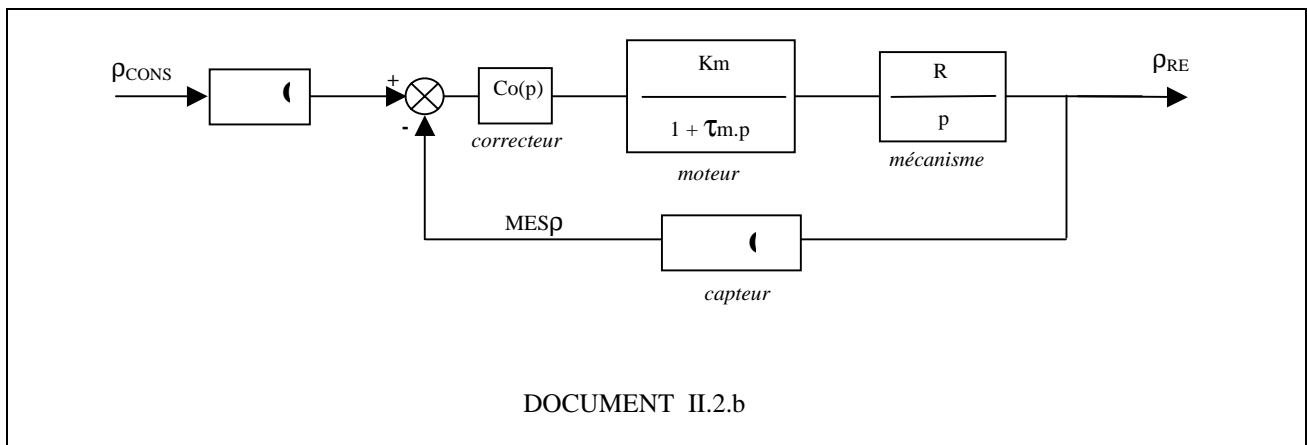 ρCONS
+
-
Co(p)
correcteur
Km
1 + τm.p
moteur
R
p
mécanisme
ρRE
MESρ
capteur
DOCUMENT II.2.b